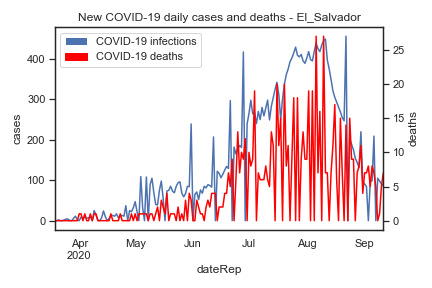 New COVID-19 daily cases and deaths - El_Salvador
COVID-19 infections
COVID-19 deaths
cases
400
300
200
100
0
25
20
15
10
5
0
deaths
Apr May Jun Jul Aug Sep
2020
dateRep